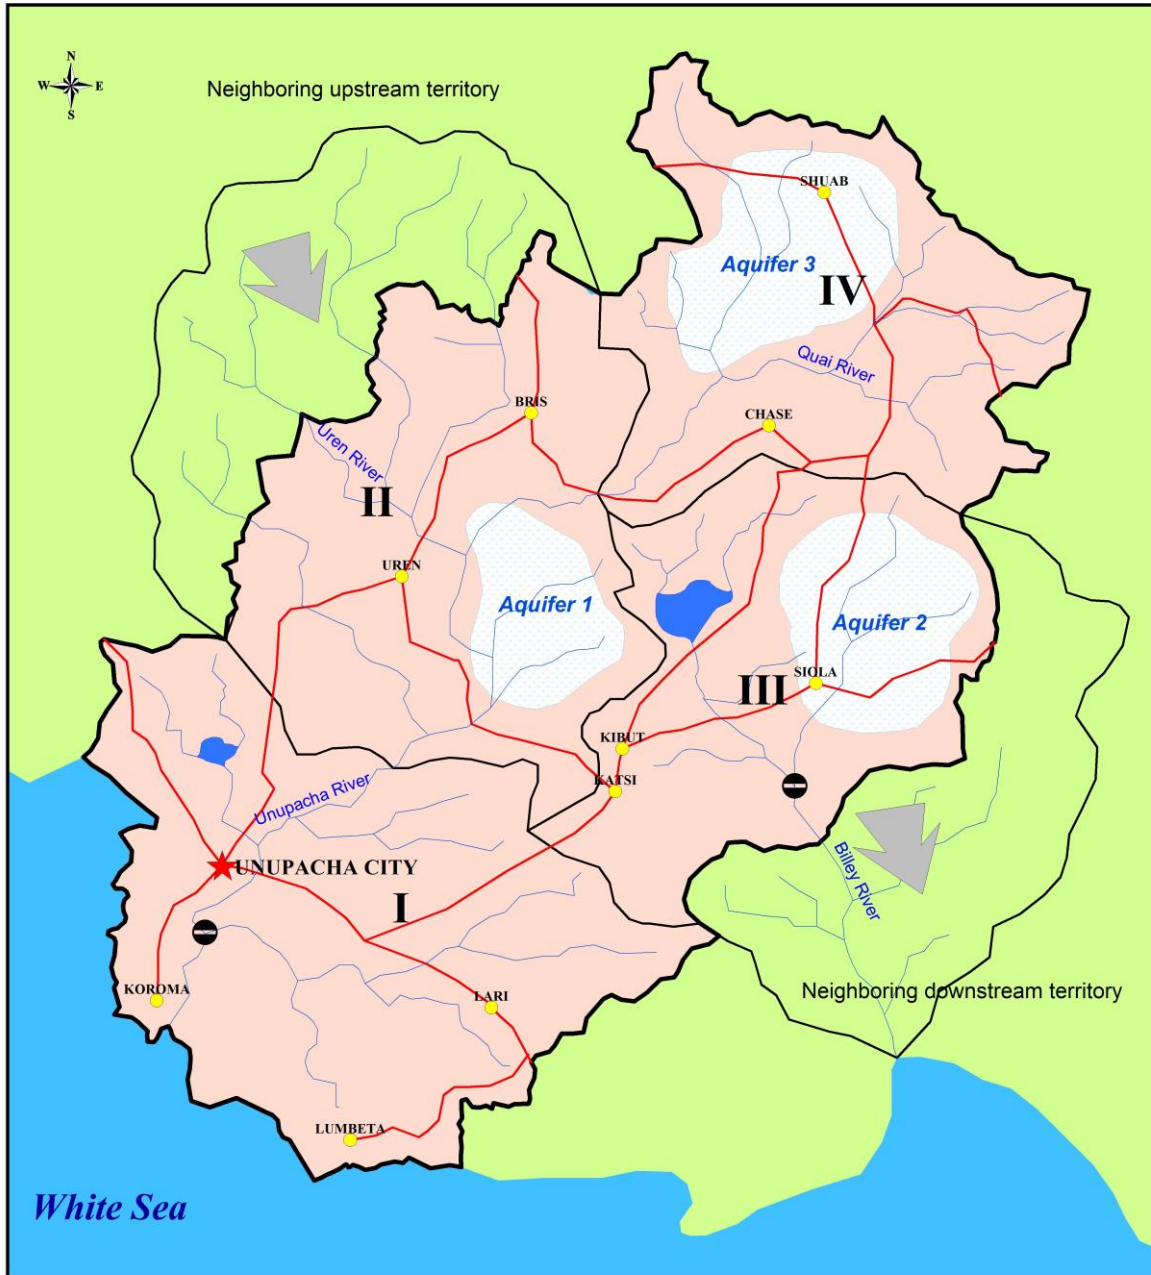 N
W E
S
Neighboring upstream territory
SHUAB
Aquifer 3
IV
Quai River
BRIS
CHASE
Uren River
II
UREN
Aquifer 1
Aquifer 2
SIOLA
III
KIBUT
KATSI
Unupacha River
UNUPACHA CITY
Billey River
I
KOROMA
LARI
Neighboring downstream territory
LUMBETA
White Sea